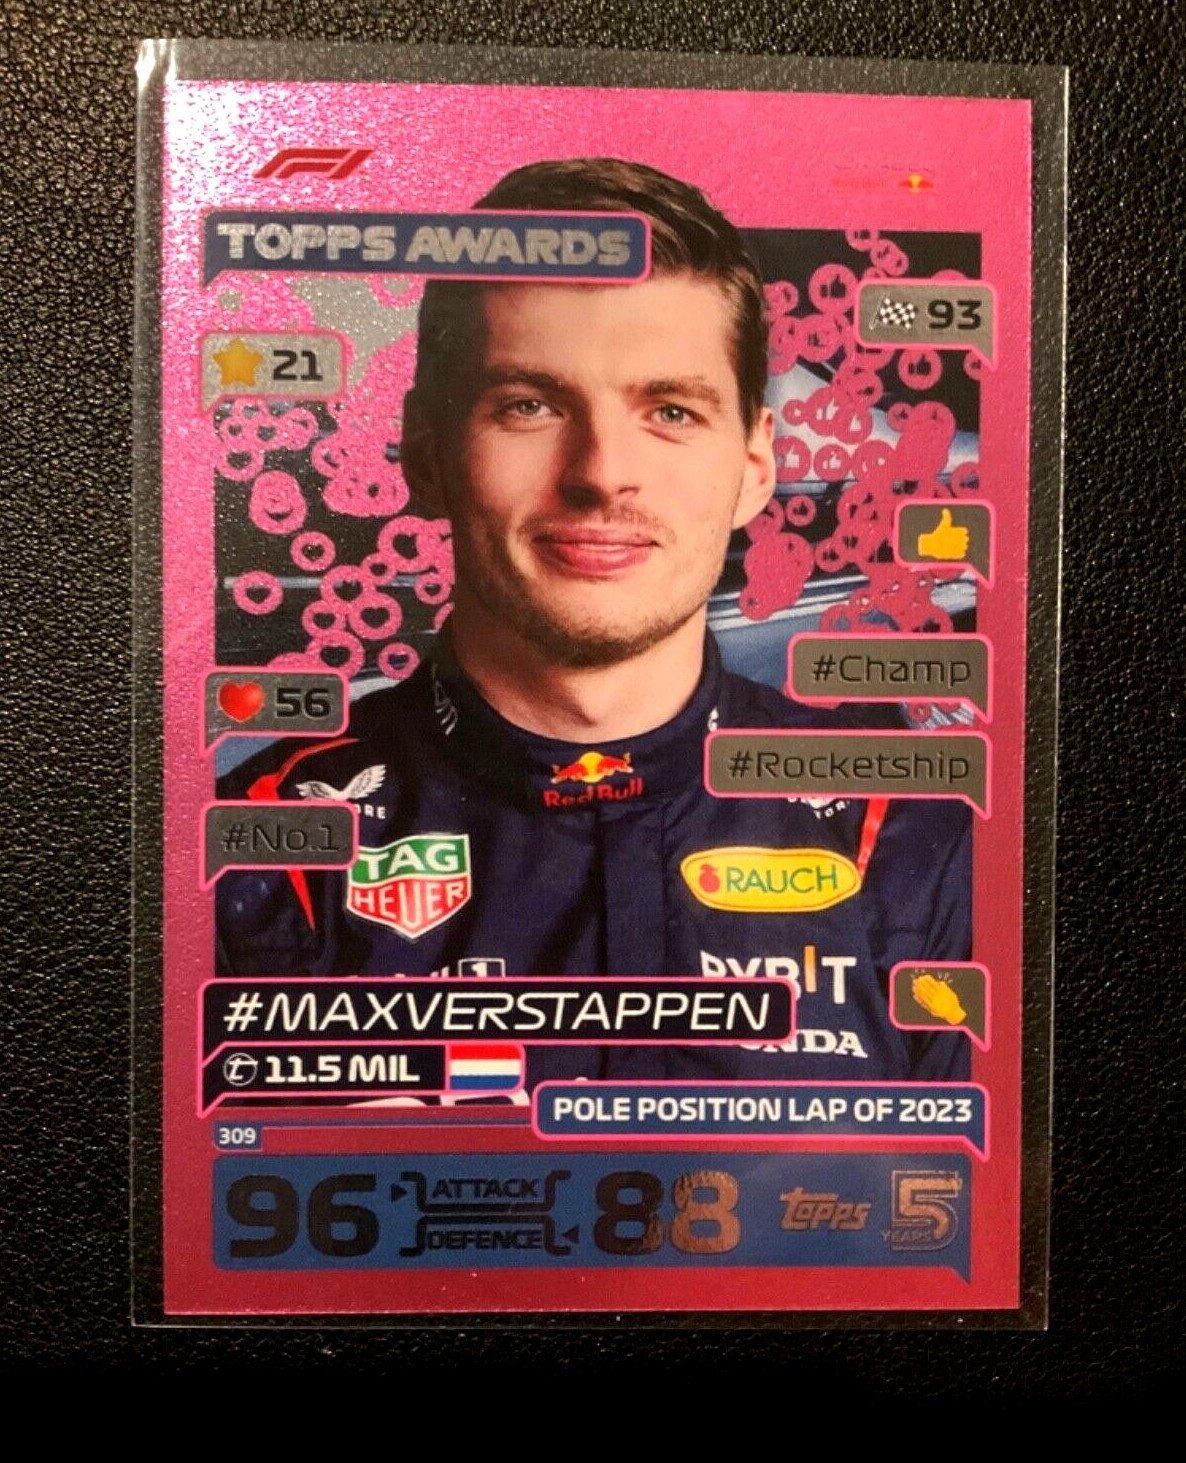 F1
TOPPS AWARDS
93
21
#Champ
56
#Rocketship
Red Bull
#No.1
TAG
HEUER
RAUCH
#MAXVERSTAPPEN
11.5 MIL
POLE POSITION LAP OF 2023
309
96 ATTACK
DEFENCE 88
topps 5
YEARS